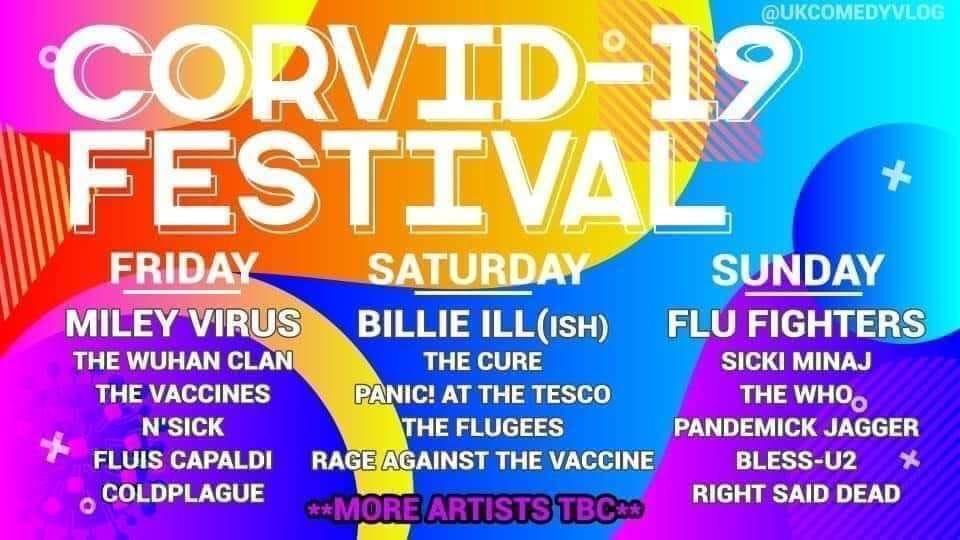 @UKCOMEDYVLOG
CORVID-19
FESTIVAL
FRIDAY
MILEY VIRUS
THE WUHAN CLAN
THE VACCINES
N'SICK
FLUIS CAPALDI
COLDPLAGUE
SATURDAY
BILLIE ILL(ISH)
THE CURE
PANIC! AT THE TESCO
THE FLUGEES
RAGE AGAINST THE VACCINE
SUNDAY
FLU FIGHTERS
SICKI MINAJ
THE WHO
PANDEMICK JAGGER
BLESS-U2
RIGHT SAID DEAD
**MORE ARTISTS TBC**